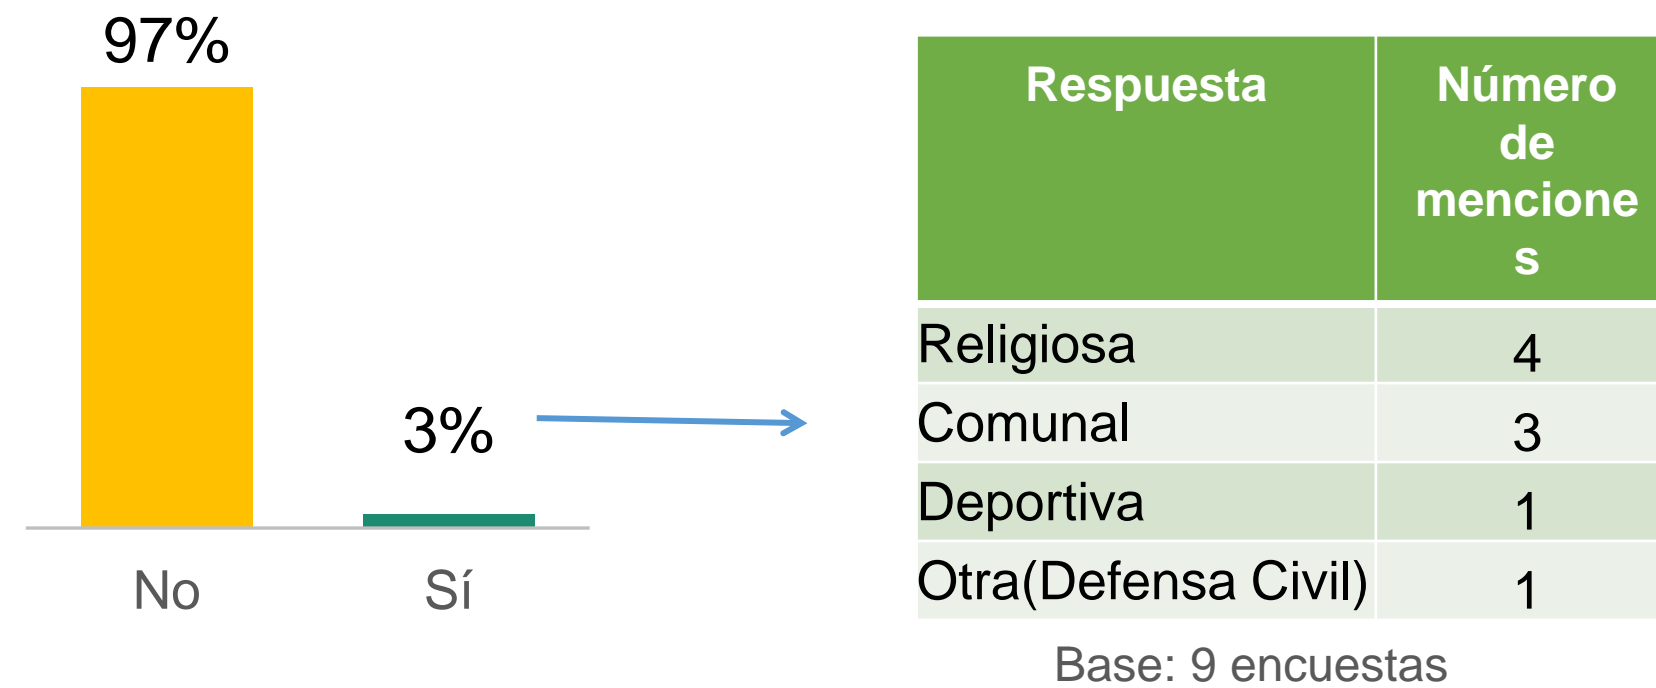 97%
3%
No
Sí
Respuesta
Número
de
mencione
s
Religiosa
4
Comunal
3
Deportiva
1
Otra(Defensa Civil)
1
Base: 9 encuestas